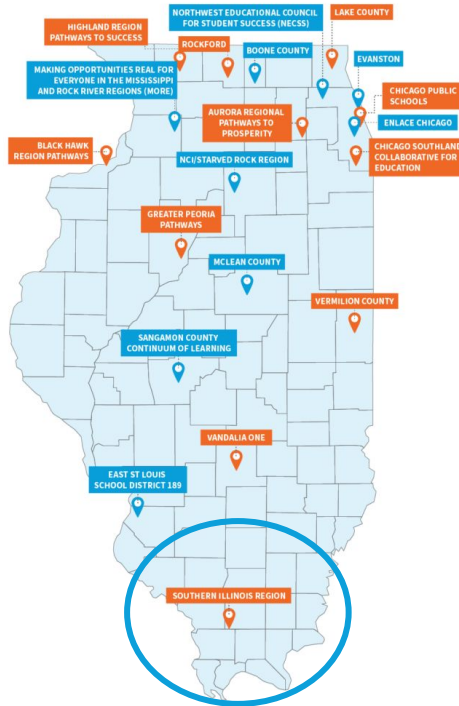 HIGHLAND REGION
PATHWAYS TO SUCCESS
NORTHWEST EDUCATIONAL COUNCIL
FOR STUDENT SUCCESS (NECSS)
LAKE COUNTY
ROCKFORD
BOONE COUNTY
EVANSTON
MAKING OPPORTUNITIES REAL FOR
EVERYONE IN THE MISSISSIPPI
AND ROCK RIVER REGIONS (MORE)
CHICAGO PUBLIC
SCHOOLS
AURORA REGIONAL
PATHWAYS TO
PROSPERITY
ENLACE CHICAGO
BLACK HAWK
REGION PATHWAYS
CHICAGO SOUTHLAND
COLLABORATIVE FOR
EDUCATION
NCI/STARVED ROCK REGION
GREATER PEORIA
PATHWAYS
MCLEAN COUNTY
VERMILION COUNTY
SANGAMON COUNTY
CONTINUUM OF LEARNING
VANDALIA ONE
EAST ST LOUIS
SCHOOL DISTRICT 189
SOUTHERN ILLINOIS REGION